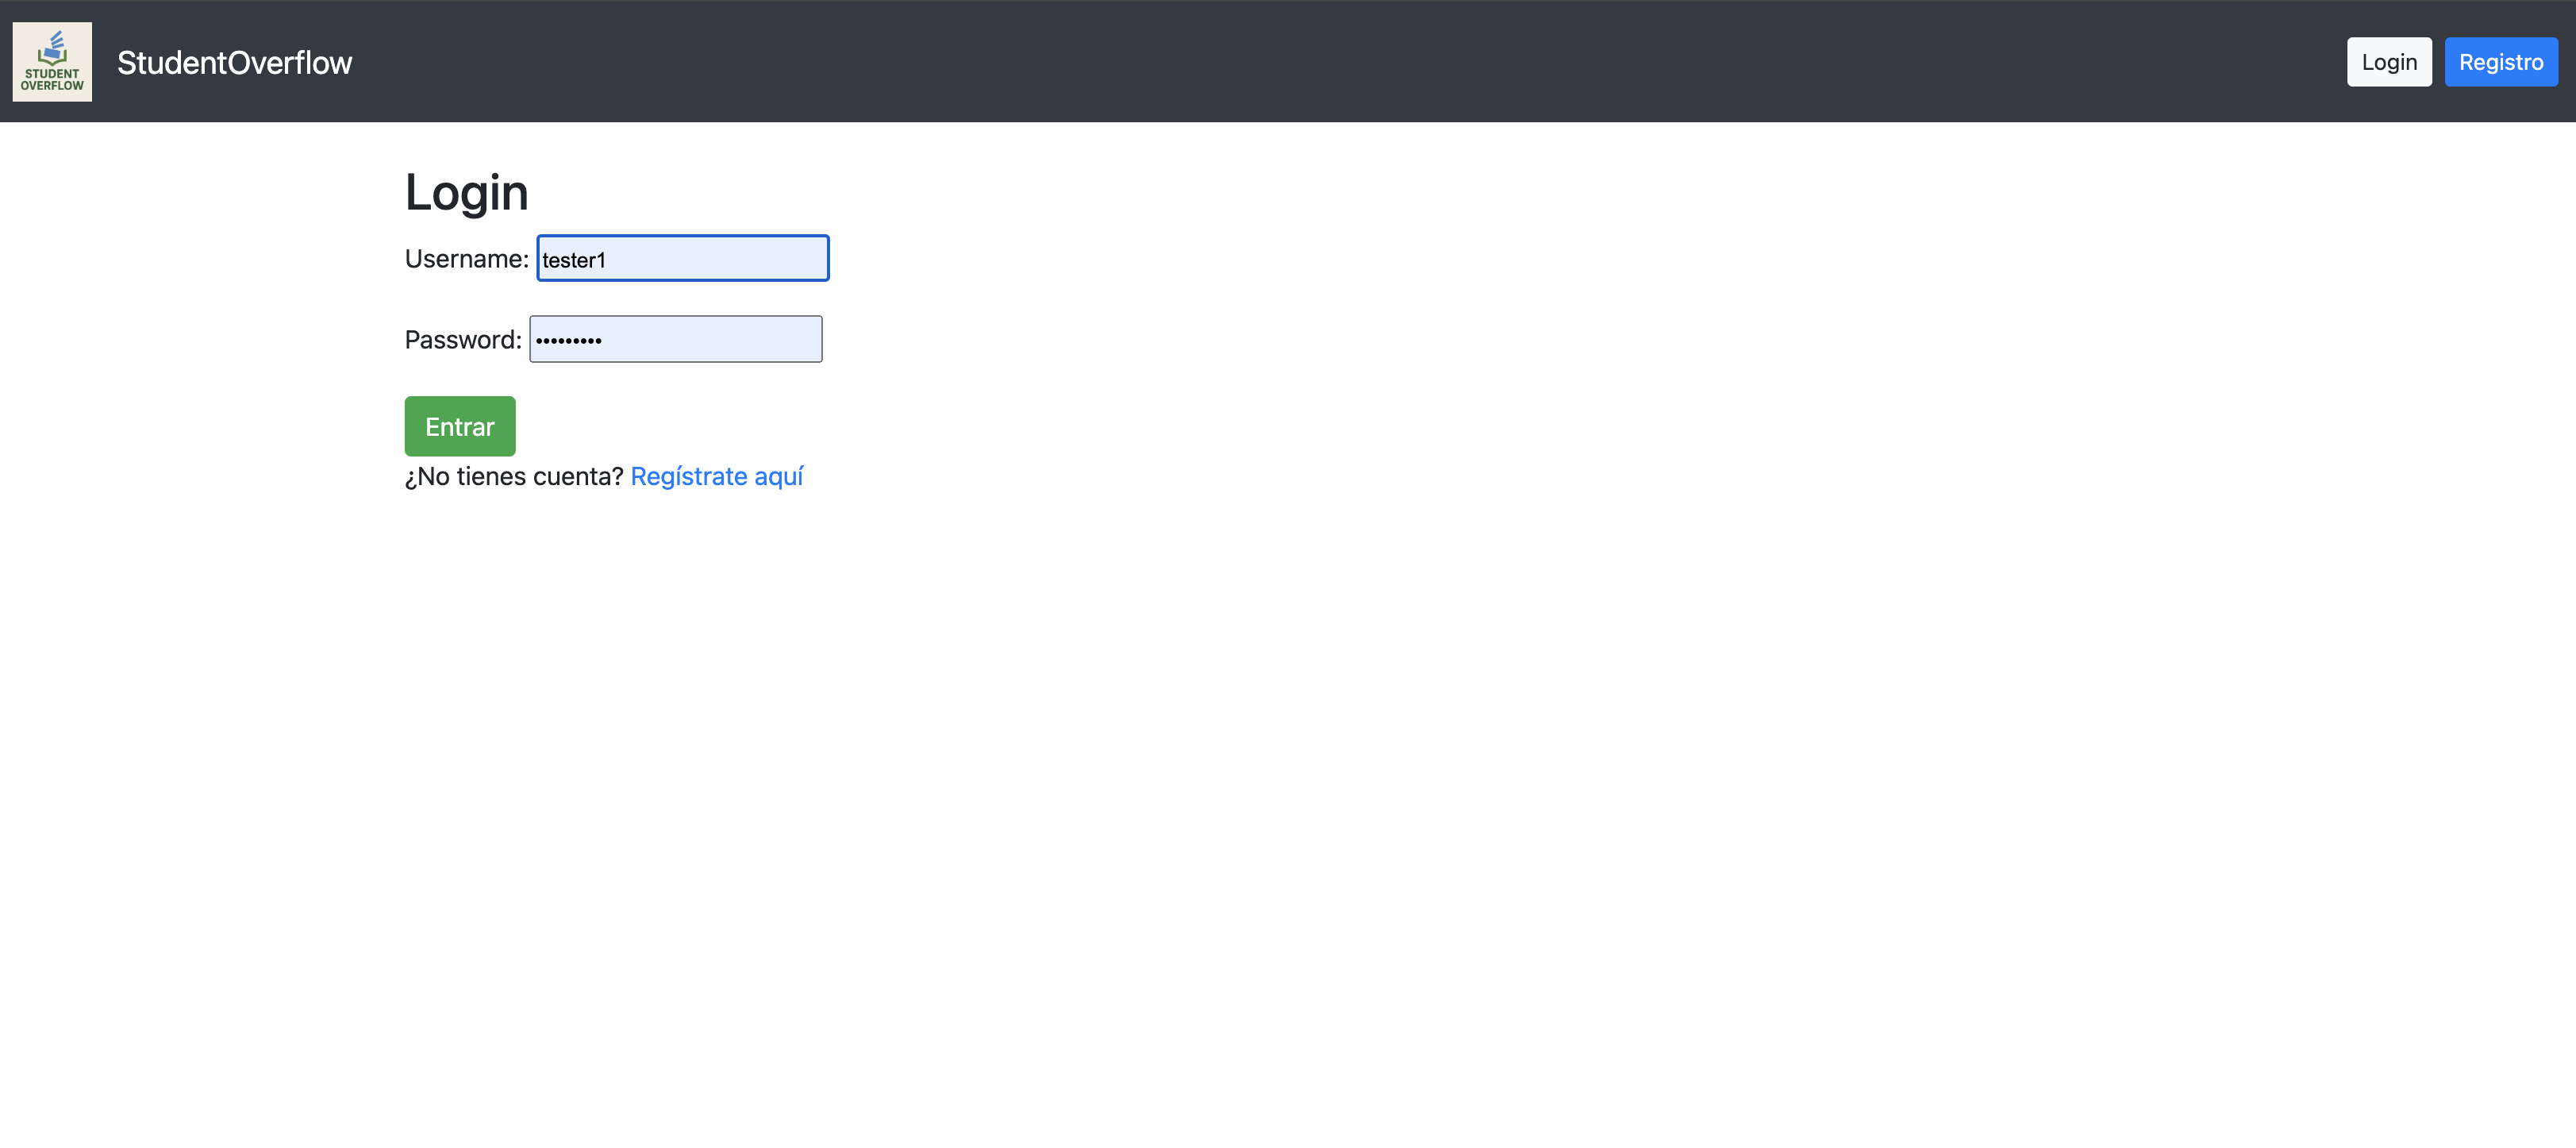 STUDENT
OVERFLOW
StudentOverflow
Login
Registro
Login
Username: tester1
Password: •••••••••
Entrar
¿No tienes cuenta? Regístrate aquí